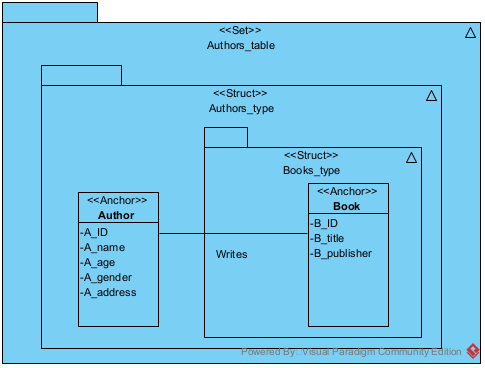 <<Set>>
Authors_table
<<Struct>>
Authors_type
<<Struct>>
Books_type
<<Anchor>>
Author
-A_ID
-A_name
-A_age
-A_gender
-A_address
Writes
<<Anchor>>
Book
-B_ID
-B_title
-B_publisher
Powered By: Visual Paradigm Community Edition